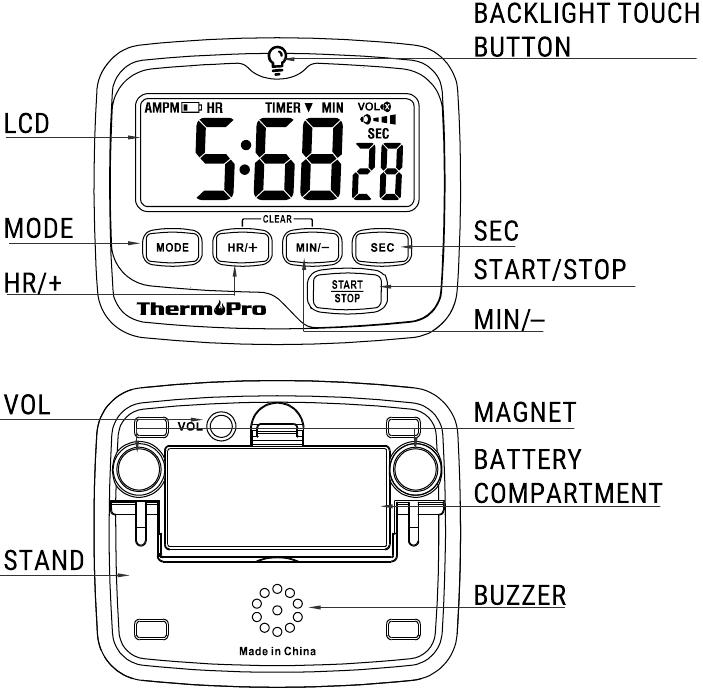 BACKLIGHT TOUCH
BUTTON
LCD
AMPM HR TIMER ▼ MIN VOL
SEC
5:68 28
CLEAR
MODE
MODE HR/+ MIN/– SEC
SEC
HR/+
START/STOP
START
STOP
ThermoPro
MIN/–
VOL
VOL
MAGNET
BATTERY
COMPARTMENT
STAND
BUZZER
Made in China